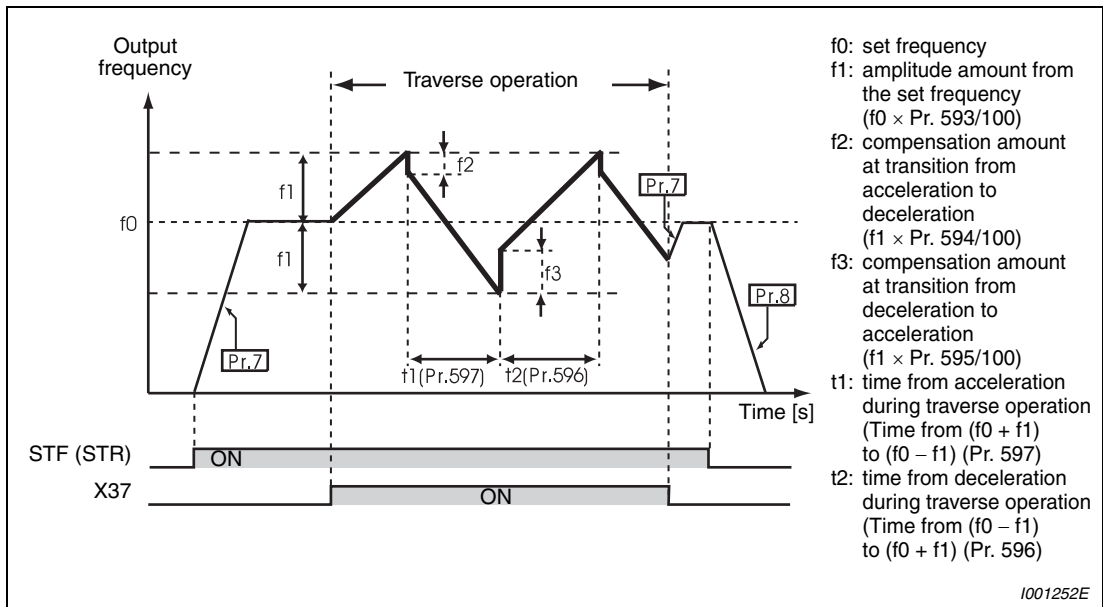 Output
frequency
Traverse operation
f1
f2
Pr.7
f0
f1
f3
Pr.7
Pr.8
t1(Pr.597)
t2(Pr.596)
Time [s]
STF (STR)
ON
X37
ON
f0: set frequency
f1: amplitude amount from
the set frequency
(f0 × Pr. 593/100)
f2: compensation amount
at transition from
acceleration to
deceleration
(f1 × Pr. 594/100)
f3: compensation amount
at transition from
deceleration to
acceleration
(f1 × Pr. 595/100)
t1: time from acceleration
during traverse operation
(Time from (f0 + f1)
to (f0 – f1) (Pr. 597)
t2: time from deceleration
during traverse operation
(Time from (f0 – f1)
to (f0 + f1) (Pr. 596)
I001252E